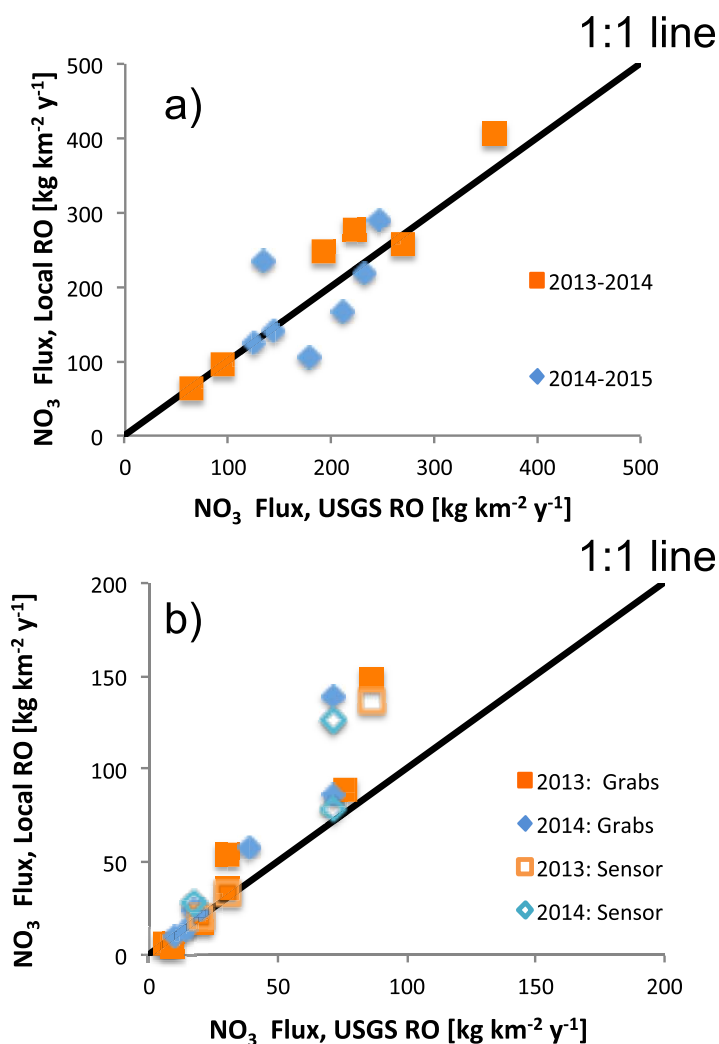 1:1 line
a)
500
400
300
200
100
0
NO₃ Flux, Local RO [kg km⁻² y⁻¹]
2013-2014
2014-2015
0 100 200 300 400 500
NO₃ Flux, USGS RO [kg km⁻² y⁻¹]
1:1 line
b)
200
150
100
50
0
NO₃ Flux, Local RO [kg km⁻² y⁻¹]
2013: Grabs
2014: Grabs
2013: Sensor
2014: Sensor
0 50 100 150 200
NO₃ Flux, USGS RO [kg km⁻² y⁻¹]